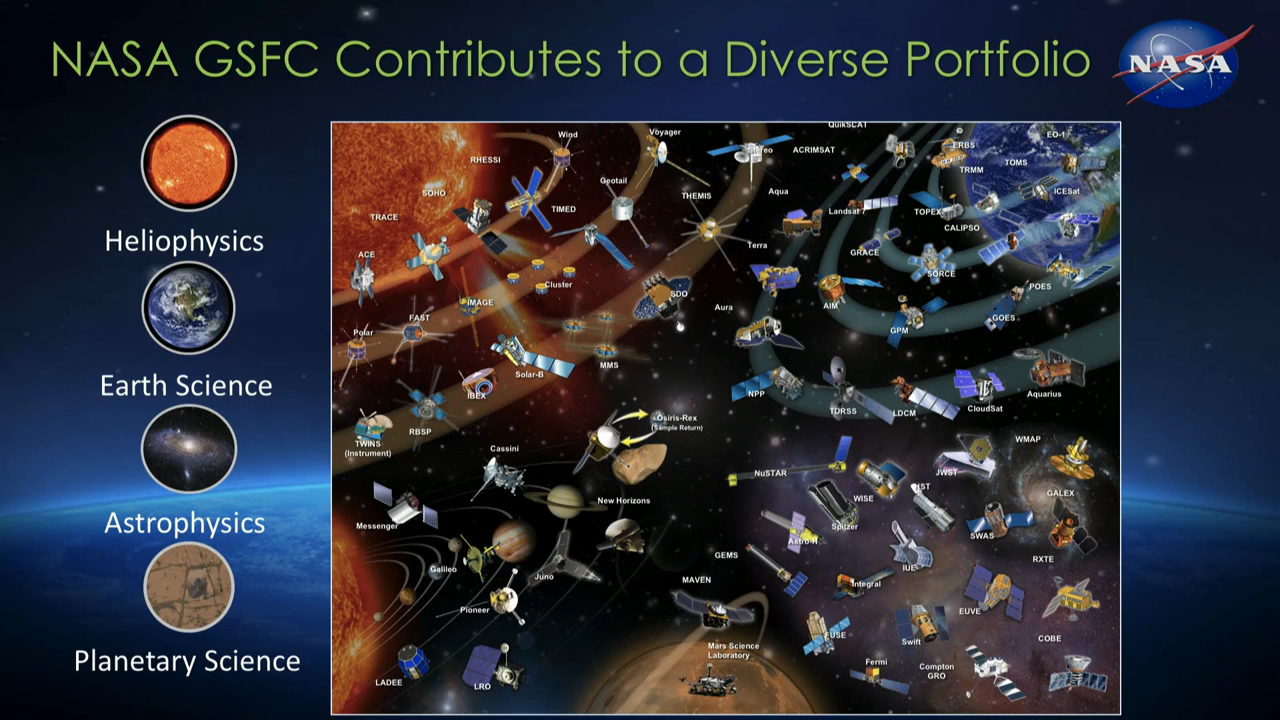 NASA GSFC Contributes to a Diverse Portfolio
NASA
Heliophysics
Earth Science
Astrophysics
Planetary Science
Wind
Voyager
QuikSCAT
EO-1
RHESSI
Stereo
ACRIMSAT
ERBS
TOMS
TRMM
SOHO
Geotail
THEMIS
Aqua
ICESat
TRACE
TIMED
Landsat 7
TOPEX
CALIPSO
ACE
Terra
GRACE
SORCE
Cluster
SDO
POES
IMAGE
Aura
AIM
AIM
GOES
FAST
GPM
Polar
MMS
Solar-B
IBEX
NPP
TDRSS
LDCM
CloudSat
Aquarius
RBSP
Osiris-Rex
(Sample Return)
TWINS
(Instrument)
Cassini
NuSTAR
WMAP
JWST
New Horizons
WISE
HST
GALEX
Messenger
Spitzer
SWAS
Astro-H
Galileo
Juno
GEMS
IUE
RXTE
MAVEN
Integral
Pioneer
EUVE
FUSE
Swift
COBE
Mars Science
Laboratory
LADEE
LRO
Fermi
Compton
GRO